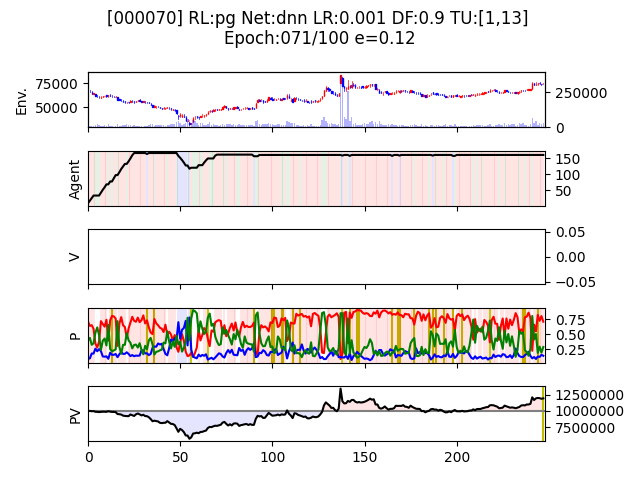 [000070] RL:pg Net:dnn LR:0.001 DF:0.9 TU:[1,13]
Epoch:071/100 e=0.12
Env.
75000
50000
250000
0
Agent
150
100
50
V
0.05
0.00
−0.05
P
0.75
0.50
0.25
PV
12500000
10000000
7500000
0 50 100 150 200